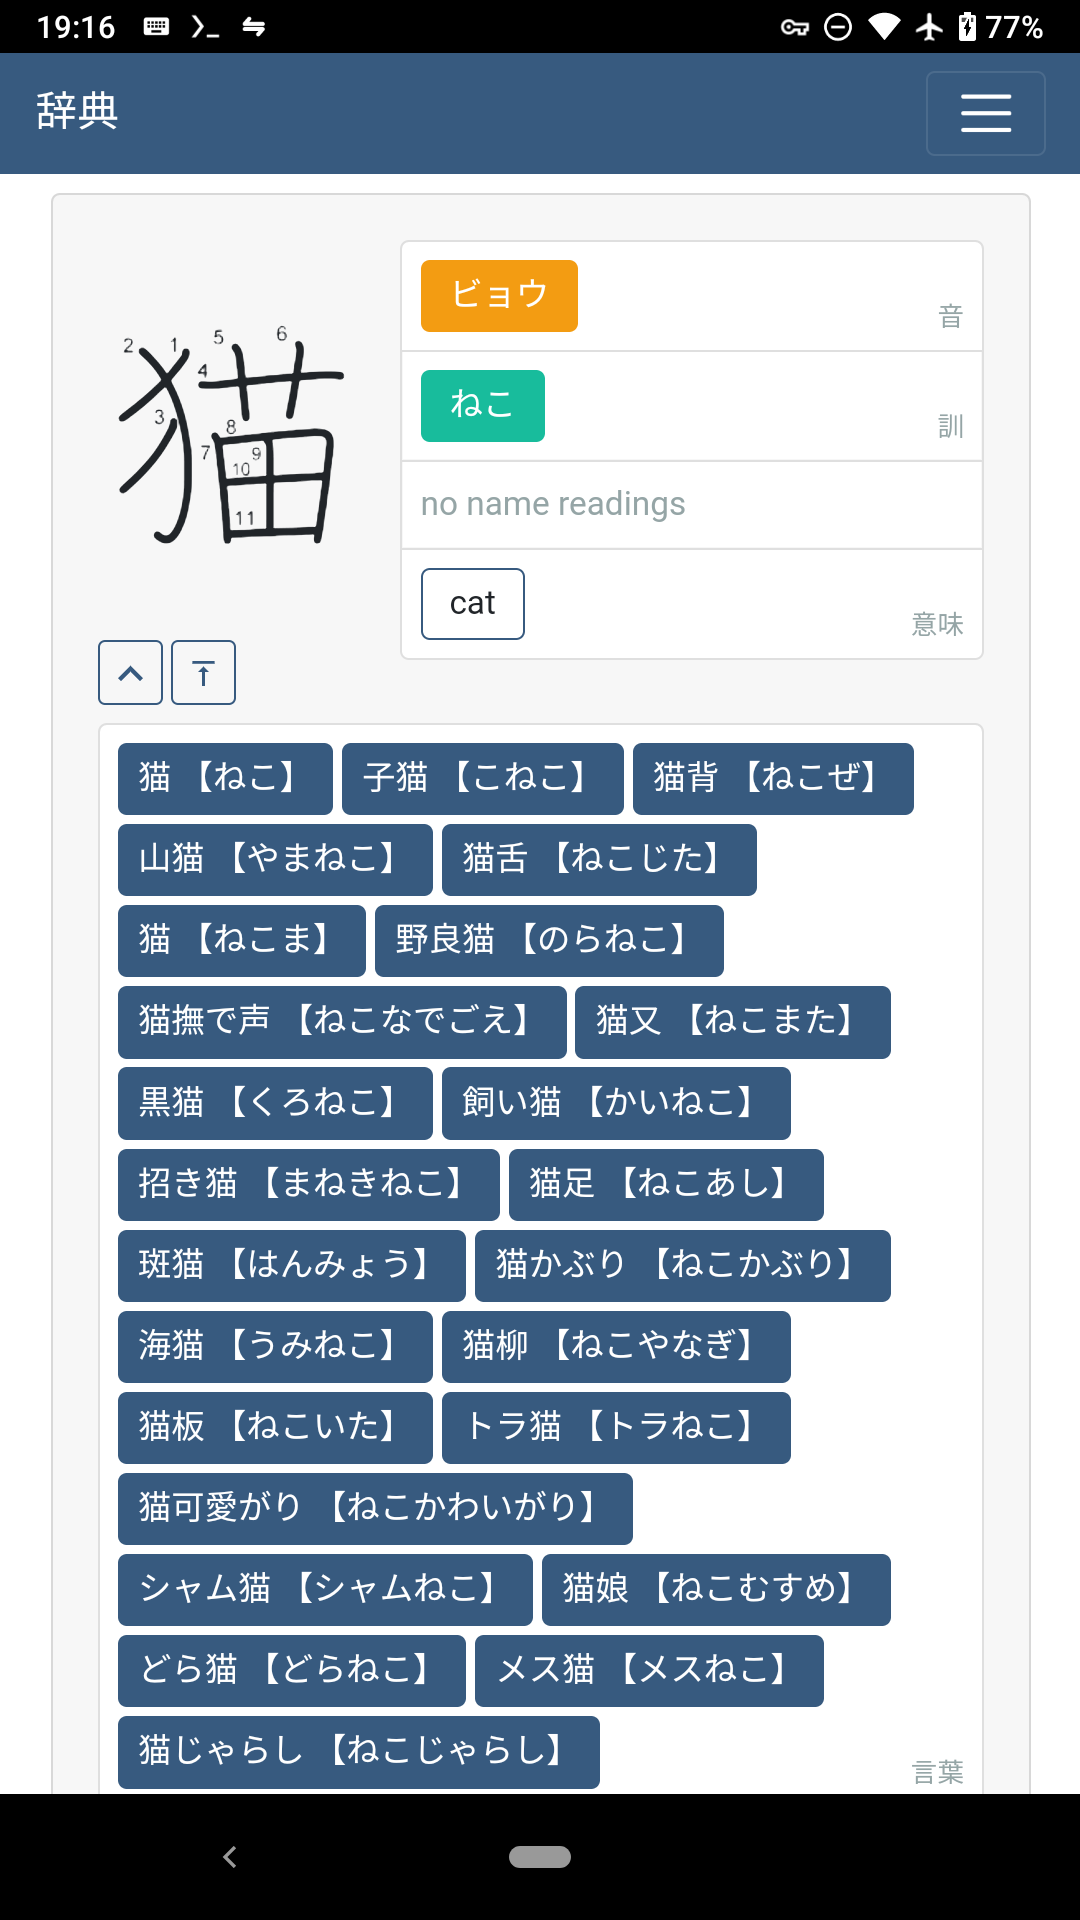 19:16 77%
辞典
2 1 5 6
4
3
8
7 9
10
11
ビョウ
音
ねこ
訓
no name readings
cat
意味
猫 【ねこ】 子猫 【こねこ】 猫背 【ねこぜ】
山猫 【やまねこ】 猫舌 【ねこじた】
猫 【ねこま】 野良猫 【のらねこ】
猫撫で声 【ねこなでごえ】 猫又 【ねこまた】
黒猫 【くろねこ】 飼い猫 【かいねこ】
招き猫 【まねきねこ】 猫足 【ねこあし】
斑猫 【はんみょう】 猫かぶり 【ねこかぶり】
海猫 【うみねこ】 猫柳 【ねこやなぎ】
猫板 【ねこいた】 トラ猫 【トラねこ】
猫可愛がり 【ねこかわいがり】
シャム猫 【シャムねこ】 猫娘 【ねこむすめ】
どら猫 【どらねこ】 メス猫 【メスねこ】
猫じゃらし 【ねこじゃらし】
言葉